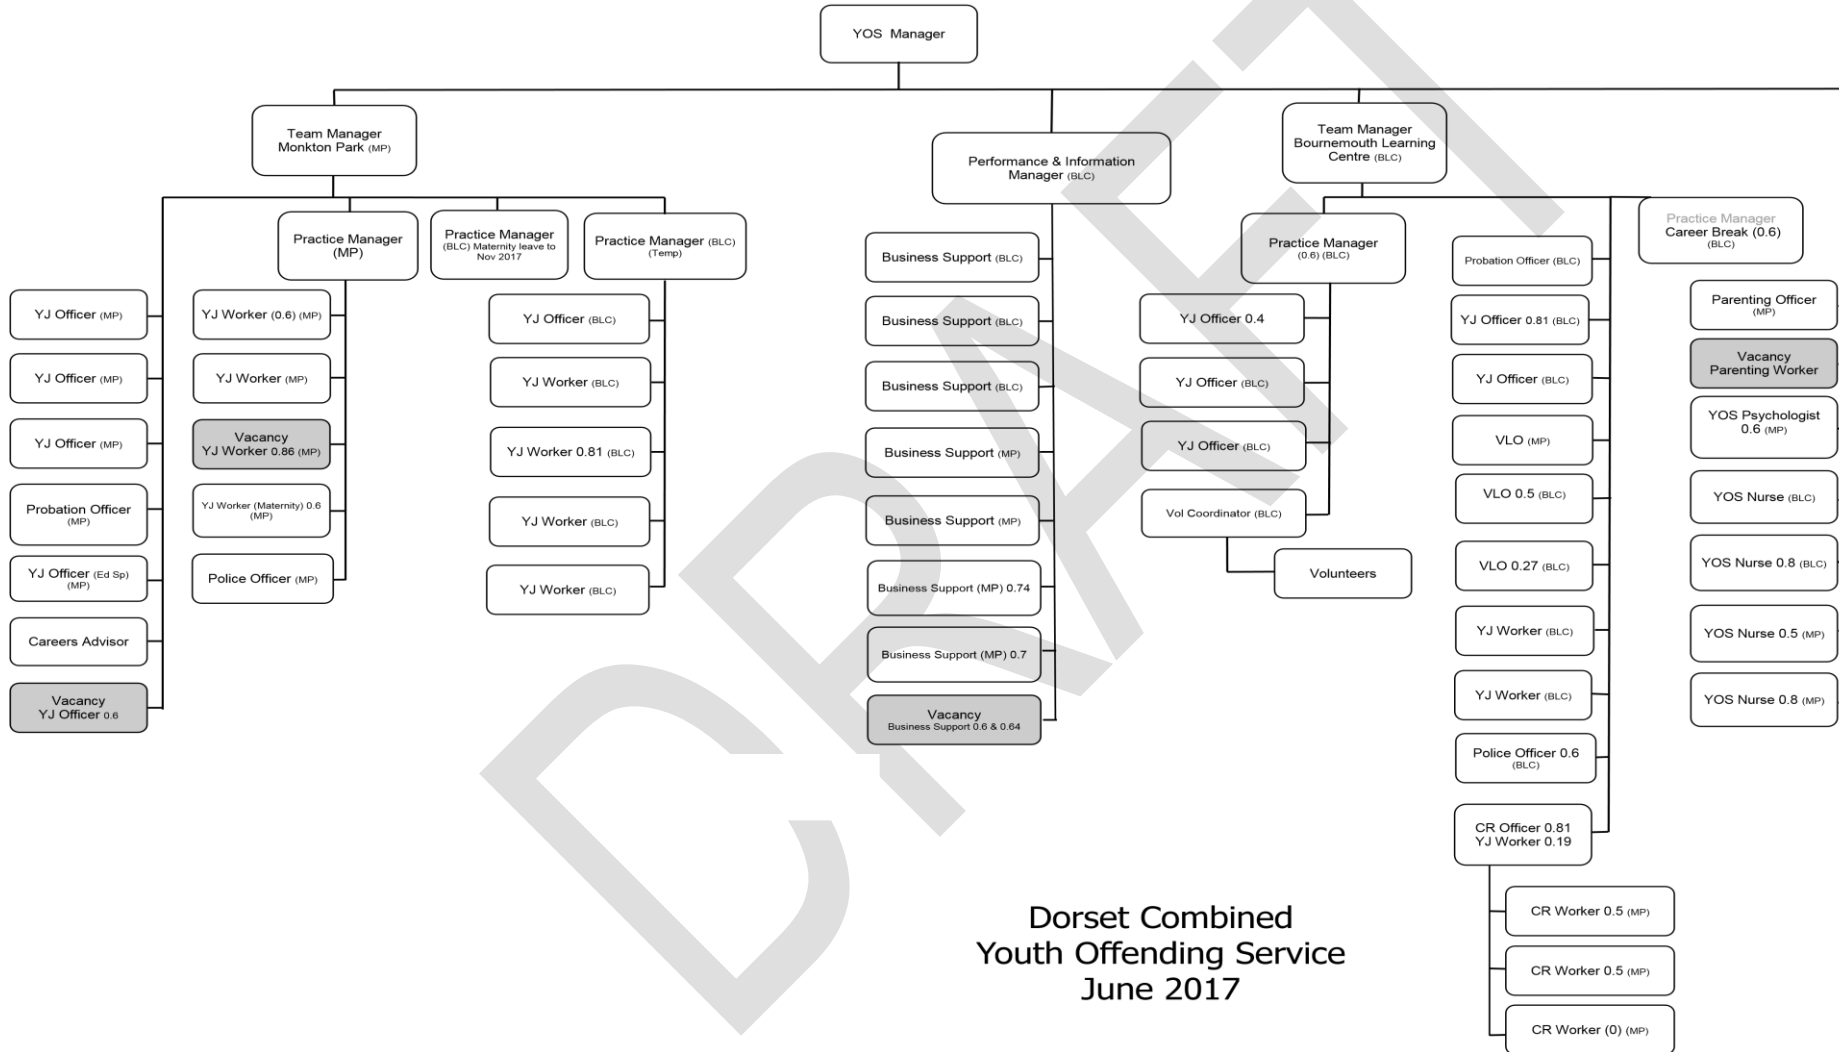 YOS Manager
Team Manager
Monkton Park (MP)
Performance & Information
Manager (BLC)
Team Manager
Bournemouth Learning
Centre (BLC)
Practice Manager
(MP)
Practice Manager
(BLC) Maternity leave to
Nov 2017
Practice Manager (BLC)
(Temp)
YJ Officer (MP)
YJ Officer (MP)
YJ Officer (MP)
Probation Officer
(MP)
YJ Officer (Ed Sp)
(MP)
Careers Advisor
Vacancy
YJ Officer 0.6
YJ Worker (0.6) (MP)
YJ Worker (MP)
Vacancy
YJ Worker 0.86 (MP)
YJ Worker (Maternity) 0.6
(MP)
Police Officer (MP)
YJ Officer (BLC)
YJ Worker (BLC)
YJ Worker 0.81 (BLC)
YJ Worker (BLC)
YJ Worker (BLC)
Business Support (BLC)
Business Support (BLC)
Business Support (BLC)
Business Support (MP)
Business Support (MP)
Business Support (MP) 0.74
Business Support (MP) 0.7
Vacancy
Business Support 0.6 & 0.64
Practice Manager
(0.6) (BLC)
YJ Officer 0.4
YJ Officer (BLC)
YJ Officer (BLC)
Vol Coordinator (BLC)
Volunteers
Probation Officer (BLC)
YJ Officer 0.81 (BLC)
YJ Officer (BLC)
VLO (MP)
VLO 0.5 (BLC)
VLO 0.27 (BLC)
YJ Worker (BLC)
YJ Worker (BLC)
Police Officer 0.6
(BLC)
CR Officer 0.81
YJ Worker 0.19
CR Worker 0.5 (MP)
CR Worker 0.5 (MP)
CR Worker (0) (MP)
Practice Manager
Career Break (0.6)
(BLC)
Parenting Officer
(MP)
Vacancy
Parenting Worker
YOS Psychologist
0.6 (MP)
YOS Nurse (BLC)
YOS Nurse 0.8 (BLC)
YOS Nurse 0.5 (MP)
YOS Nurse 0.8 (MP)
Dorset Combined
Youth Offending Service
June 2017
DRAFT